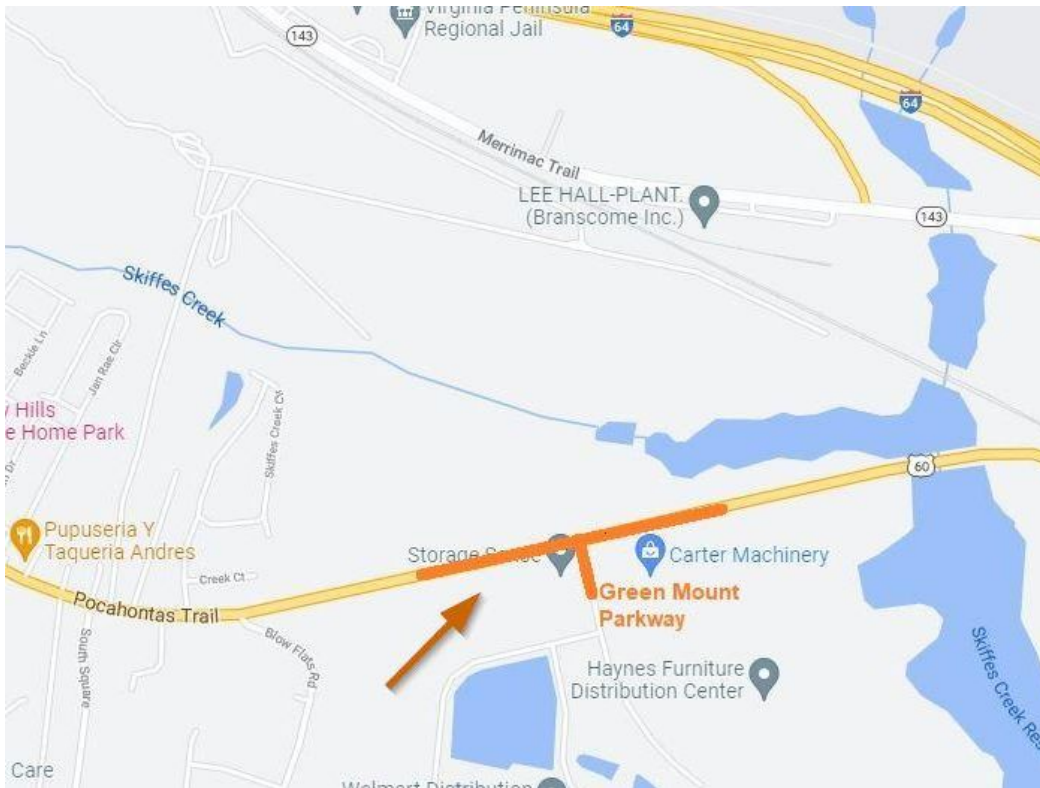 Virginia Peninsula
Regional Jail
143
64
64
Merrimac Trail
LEE HALL-PLANT.
(Branscome Inc.)
143
Skiffes Creek
Beckie Ln
Jan Rae Cir
Hills
e Home Park
Skiffes Creek Ct
60
Pupuseria Y
Taqueria Andres
Storage
Carter Machinery
Creek Ct
Green Mount
Parkway
Pocahontas Trail
Blow Flats Rd
South Square
Haynes Furniture
Distribution Center
Skiffes Creek Res
Care
Walmart Distribution